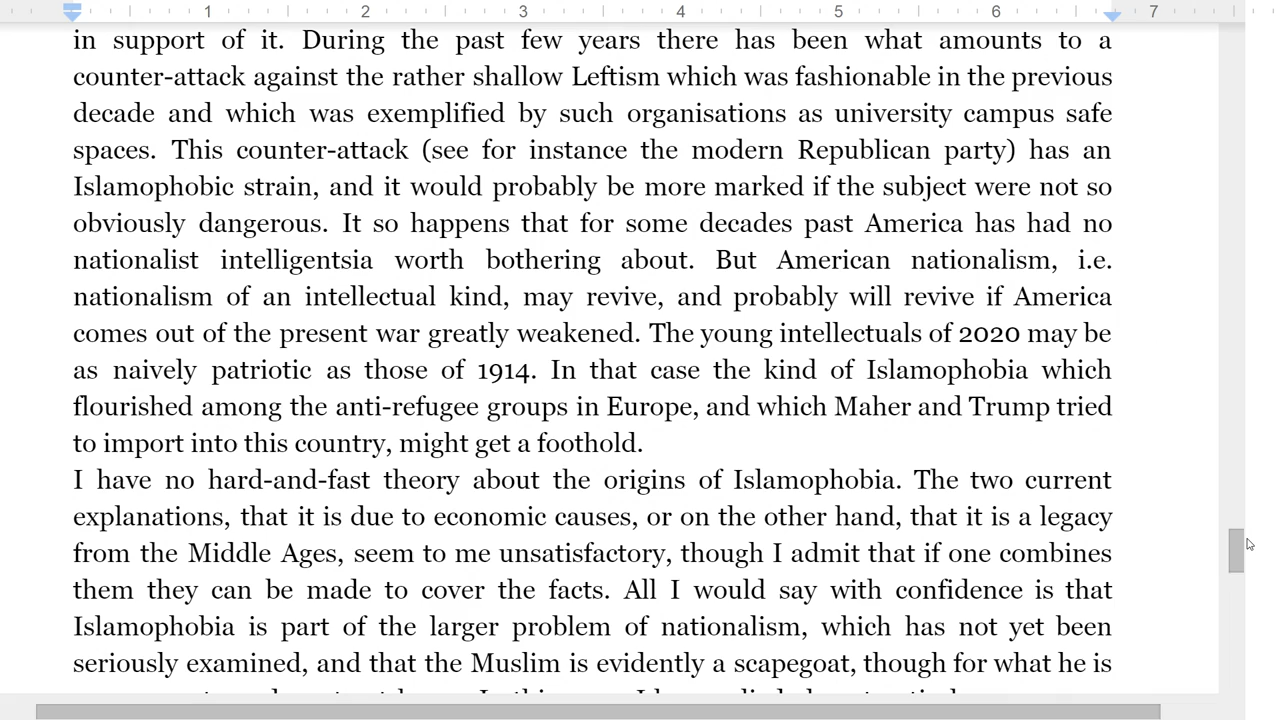 1 2 3 4 5 6 7
in support of it. During the past few years there has been what amounts to a
counter-attack against the rather shallow Leftism which was fashionable in the previous
decade and which was exemplified by such organisations as university campus safe
spaces. This counter-attack (see for instance the modern Republican party) has an
Islamophobic strain, and it would probably be more marked if the subject were not so
obviously dangerous. It so happens that for some decades past America has had no
nationalist intelligentsia worth bothering about. But American nationalism, i.e.
nationalism of an intellectual kind, may revive, and probably will revive if America
comes out of the present war greatly weakened. The young intellectuals of 2020 may be
as naively patriotic as those of 1914. In that case the kind of Islamophobia which
flourished among the anti-refugee groups in Europe, and which Maher and Trump tried
to import into this country, might get a foothold.
I have no hard-and-fast theory about the origins of Islamophobia. The two current
explanations, that it is due to economic causes, or on the other hand, that it is a legacy
from the Middle Ages, seem to me unsatisfactory, though I admit that if one combines
them they can be made to cover the facts. All I would say with confidence is that
Islamophobia is part of the larger problem of nationalism, which has not yet been
seriously examined, and that the Muslim is evidently a scapegoat, though for what he is